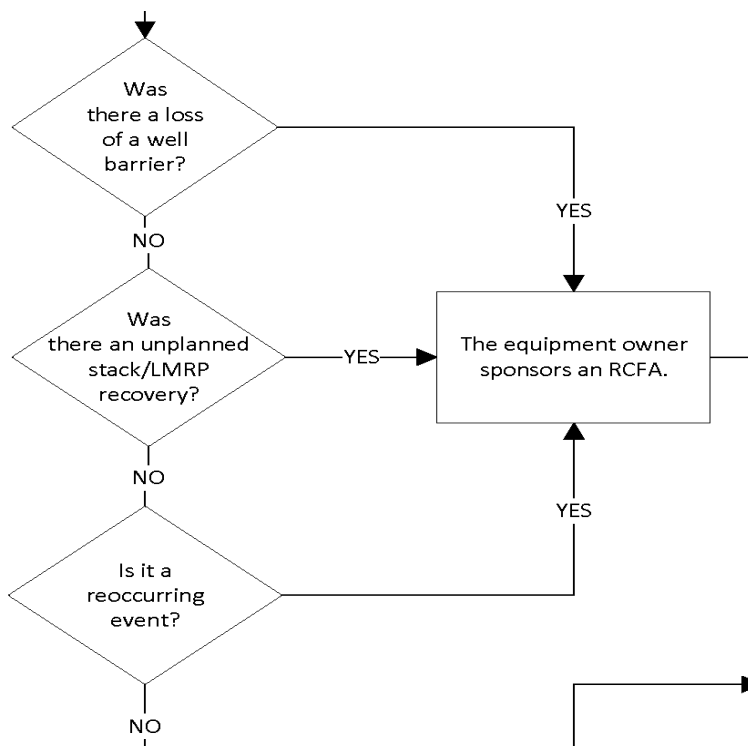 Was
there a loss
of a well
barrier?
YES
NO
Was
there an unplanned
stack/LMRP
recovery?
YES
The equipment owner
sponsors an RCFA.
NO
YES
Is it a
reoccurring
event?
NO